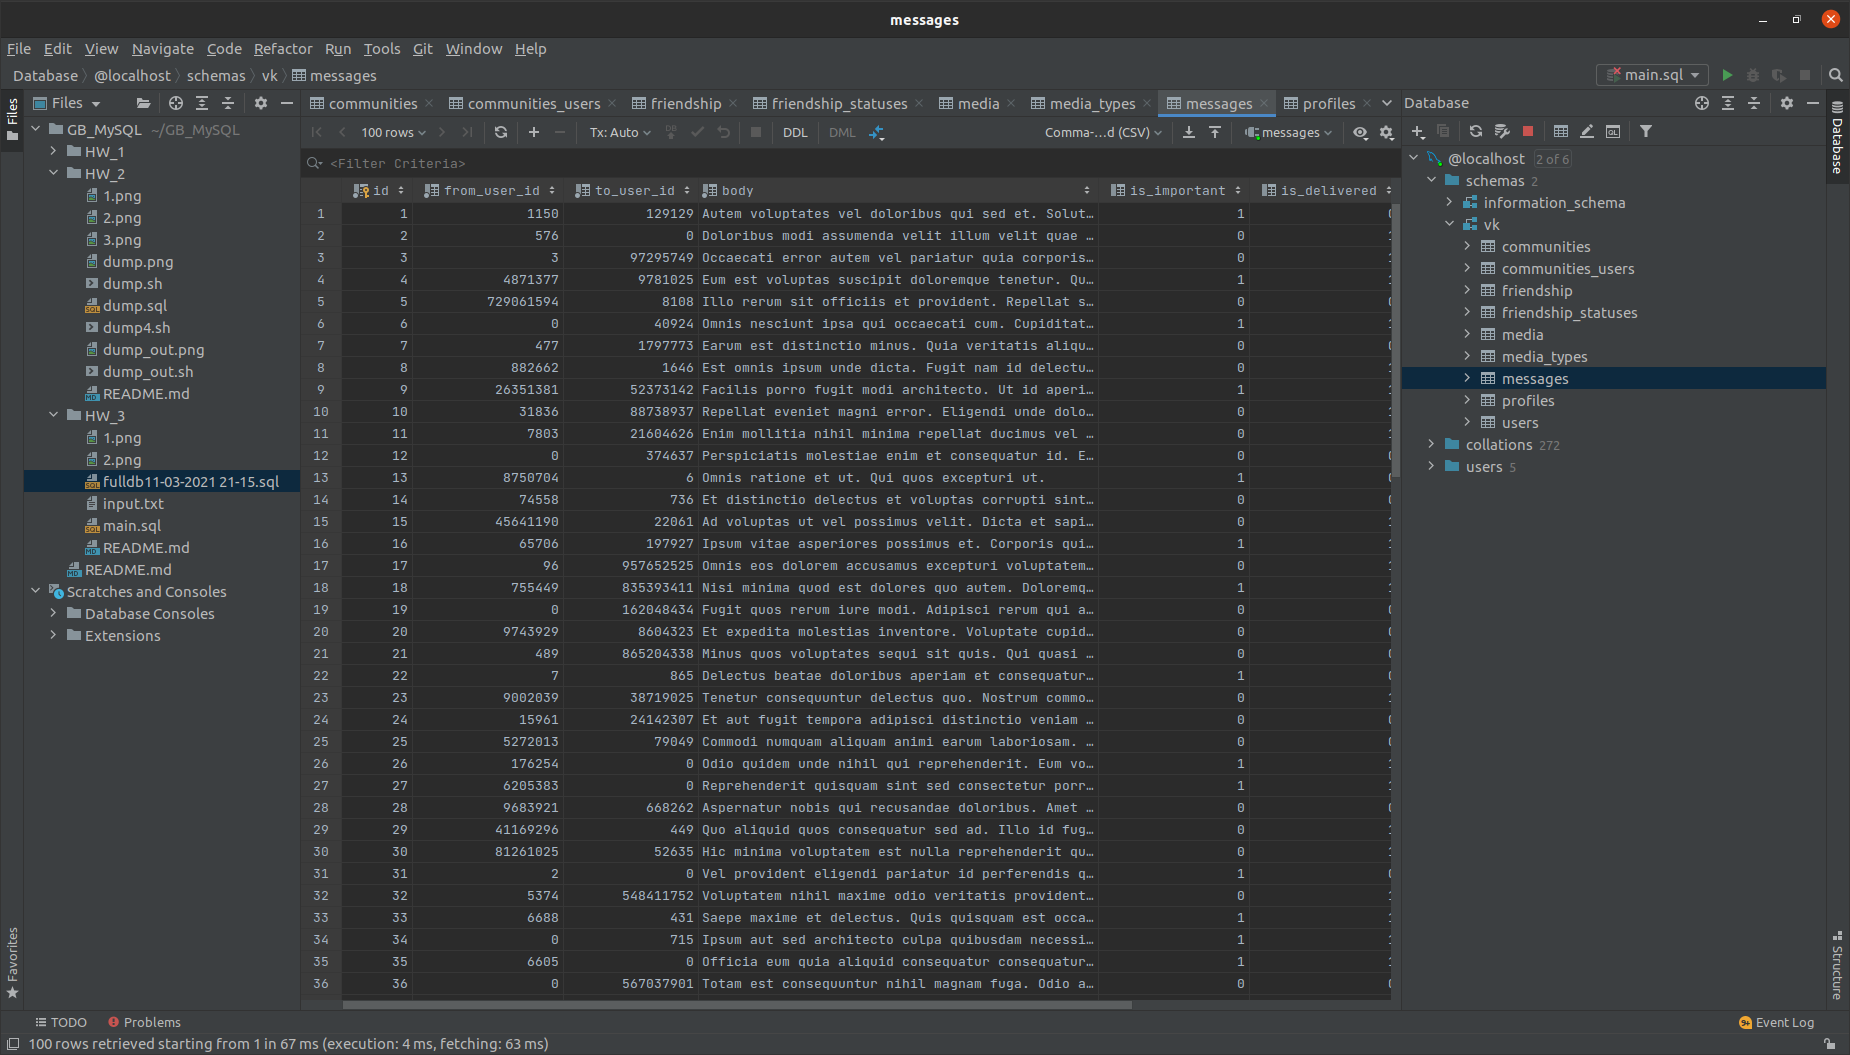 messages
File Edit View Navigate Code Refactor Run Tools Git Window Help
Database @localhost schemas vk messages
main.sql
Files
communities communities_users friendship friendship_statuses media media_types messages profiles
Database
100 rows Tx: Auto DDL DML Comma-...d (CSV) messages
<Filter Criteria>
id from_user_id to_user_id body is_important is_delivered
1 1 1150 129129 Autem voluptates vel doloribus qui sed et. Solut… 1
2 2 576 0 Doloribus modi assumenda velit illum velit quae … 0
3 3 3 97295749 Occaecati error autem vel pariatur quia corporis… 0
4 4 4871377 9781025 Eum est voluptas suscipit doloremque tenetur. Qu… 1
5 5 729061594 8108 Illo rerum sit officiis et provident. Repellat s… 0
6 6 0 40924 Omnis nesciunt ipsa qui occaecati cum. Cupiditat… 1
7 7 477 1797773 Earum est distinctio minus. Quia veritatis aliqu… 0
8 8 882662 1646 Est omnis ipsum unde dicta. Fugit nam id delectu… 0
9 9 26351381 52373142 Facilis porro fugit modi architecto. Ut id aperi… 1
10 10 31836 88738937 Repellat eveniet magni error. Eligendi unde dolo… 0
11 11 7803 21604626 Enim mollitia nihil minima repellat ducimus vel … 0
12 12 0 374637 Perspiciatis molestiae enim et consequatur id. E… 0
13 13 8750704 6 Omnis ratione et ut. Qui quos excepturi ut. 1
14 14 74558 736 Et distinctio delectus et voluptas corrupti sint… 0
15 15 45641190 22061 Ad voluptas ut vel possimus velit. Dicta et sapi… 0
16 16 65706 197927 Ipsum vitae asperiores possimus et. Corporis qui… 1
17 17 96 957652525 Omnis eos dolorem accusamus excepturi voluptatem… 0
18 18 755449 835393411 Nisi minima quod est dolores quo autem. Doloremq… 1
19 19 0 162048434 Fugit quos rerum iure modi. Adipisci rerum qui a… 0
20 20 9743929 8604323 Et expedita molestias inventore. Voluptate cupid… 0
21 21 489 865204338 Minus quos voluptates sequi sit quis. Qui quasi … 0
22 22 7 865 Delectus beatae doloribus aperiam et consequatur… 1
23 23 9002039 38719025 Tenetur consequuntur delectus quo. Nostrum commo… 0
24 24 15961 24142307 Et aut fugit tempora adipisci distinctio veniam … 0
25 25 5272013 79049 Commodi numquam aliquam animi earum laboriosam. … 0
26 26 176254 0 Odio quidem unde nihil qui reprehenderit. Eum vo… 1
27 27 6205383 0 Reprehenderit quisquam sint sed consectetur porr… 1
28 28 9683921 668262 Aspernatur nobis qui recusandae doloribus. Amet … 0
29 29 41169296 449 Quo aliquid quos consequatur sed ad. Illo id fug… 0
30 30 81261025 52635 Hic minima voluptatem est nulla reprehenderit qu… 0
31 31 2 0 Vel provident eligendi pariatur id perferendis q… 1
32 32 5374 548411752 Voluptatem nihil maxime odio veritatis provident… 0
33 33 6688 431 Saepe maxime et delectus. Quis quisquam est occa… 1
34 34 0 715 Ipsum aut sed architecto culpa quibusdam necessi… 1
35 35 6605 0 Officia eum quia aliquid consequatur consequatur… 1
36 36 0 567037901 Totam est consequuntur nihil magnam fuga. Odio a… 0
Files
GB_MySQL ~/GB_MySQL
HW_1
HW_2
1.png
2.png
3.png
dump.png
dump.sh
dump.sql
dump4.sh
dump_out.png
dump_out.sh
README.md
HW_3
1.png
2.png
fulldb11-03-2021 21-15.sql
input.txt
main.sql
README.md
README.md
Scratches and Consoles
Database Consoles
Extensions
Favorites
@localhost 2 of 6
schemas 2
information_schema
vk
communities
communities_users
friendship
friendship_statuses
media
media_types
messages
profiles
users
collations 272
users 5
Database
Structure
TODO Problems
9+ Event Log
100 rows retrieved starting from 1 in 67 ms (execution: 4 ms, fetching: 63 ms)